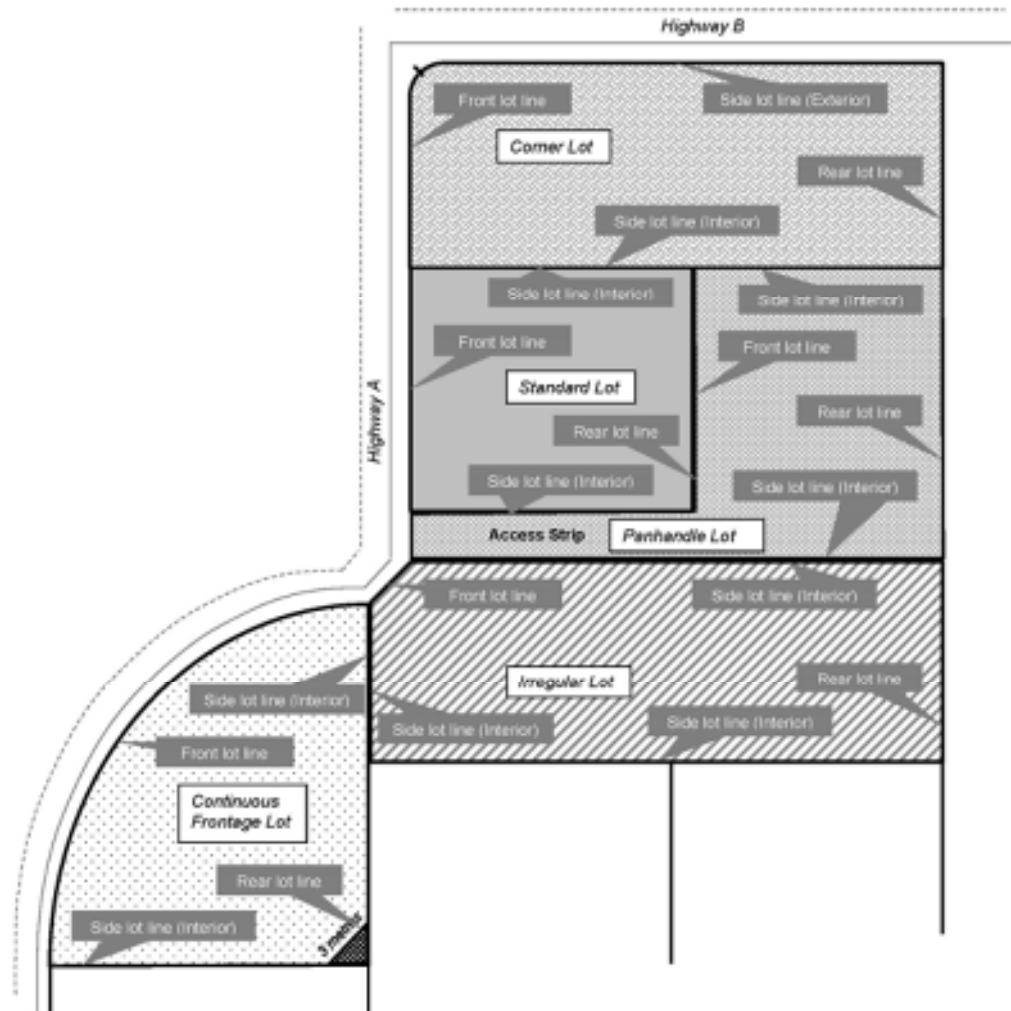 Highway B
Front lot line
Side lot line (Exterior)
Corner Lot
Rear lot line
Side lot line (Interior)
Side lot line (Interior)
Side lot line (Interior)
Front lot line
Front lot line
Highway A
Standard Lot
Rear lot line
Rear lot line
Side lot line (Interior)
Side lot line (Interior)
Access Strip
Panhandle Lot
Front lot line
Side lot line (Interior)
Irregular Lot
Rear lot line
Side lot line (Interior)
Side lot line (Interior)
Side lot line (Interior)
Front lot line
Continuous
Frontage Lot
Rear lot line
Side lot line (Interior)
3 metres